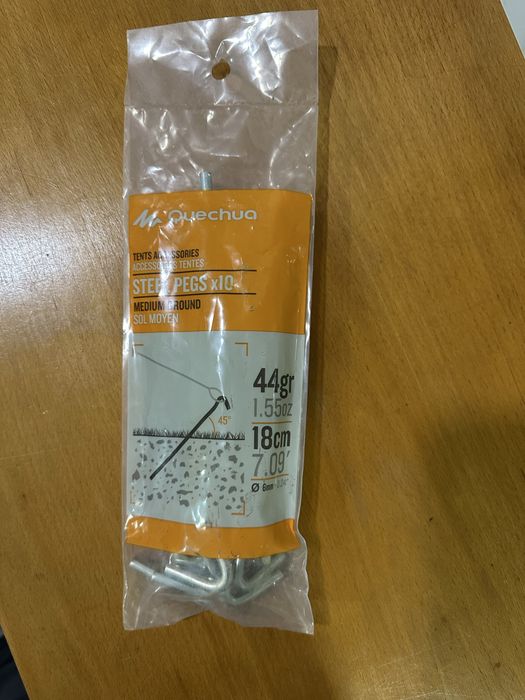 Quechua
TENTS ACCESSORIES
ACCESSOIRES TENTES
STEEL PEGS x10
MEDIUM GROUND
SOL MOYEN
44gr
1.55oz
45°
18cm
7.09"
Ø 6mm